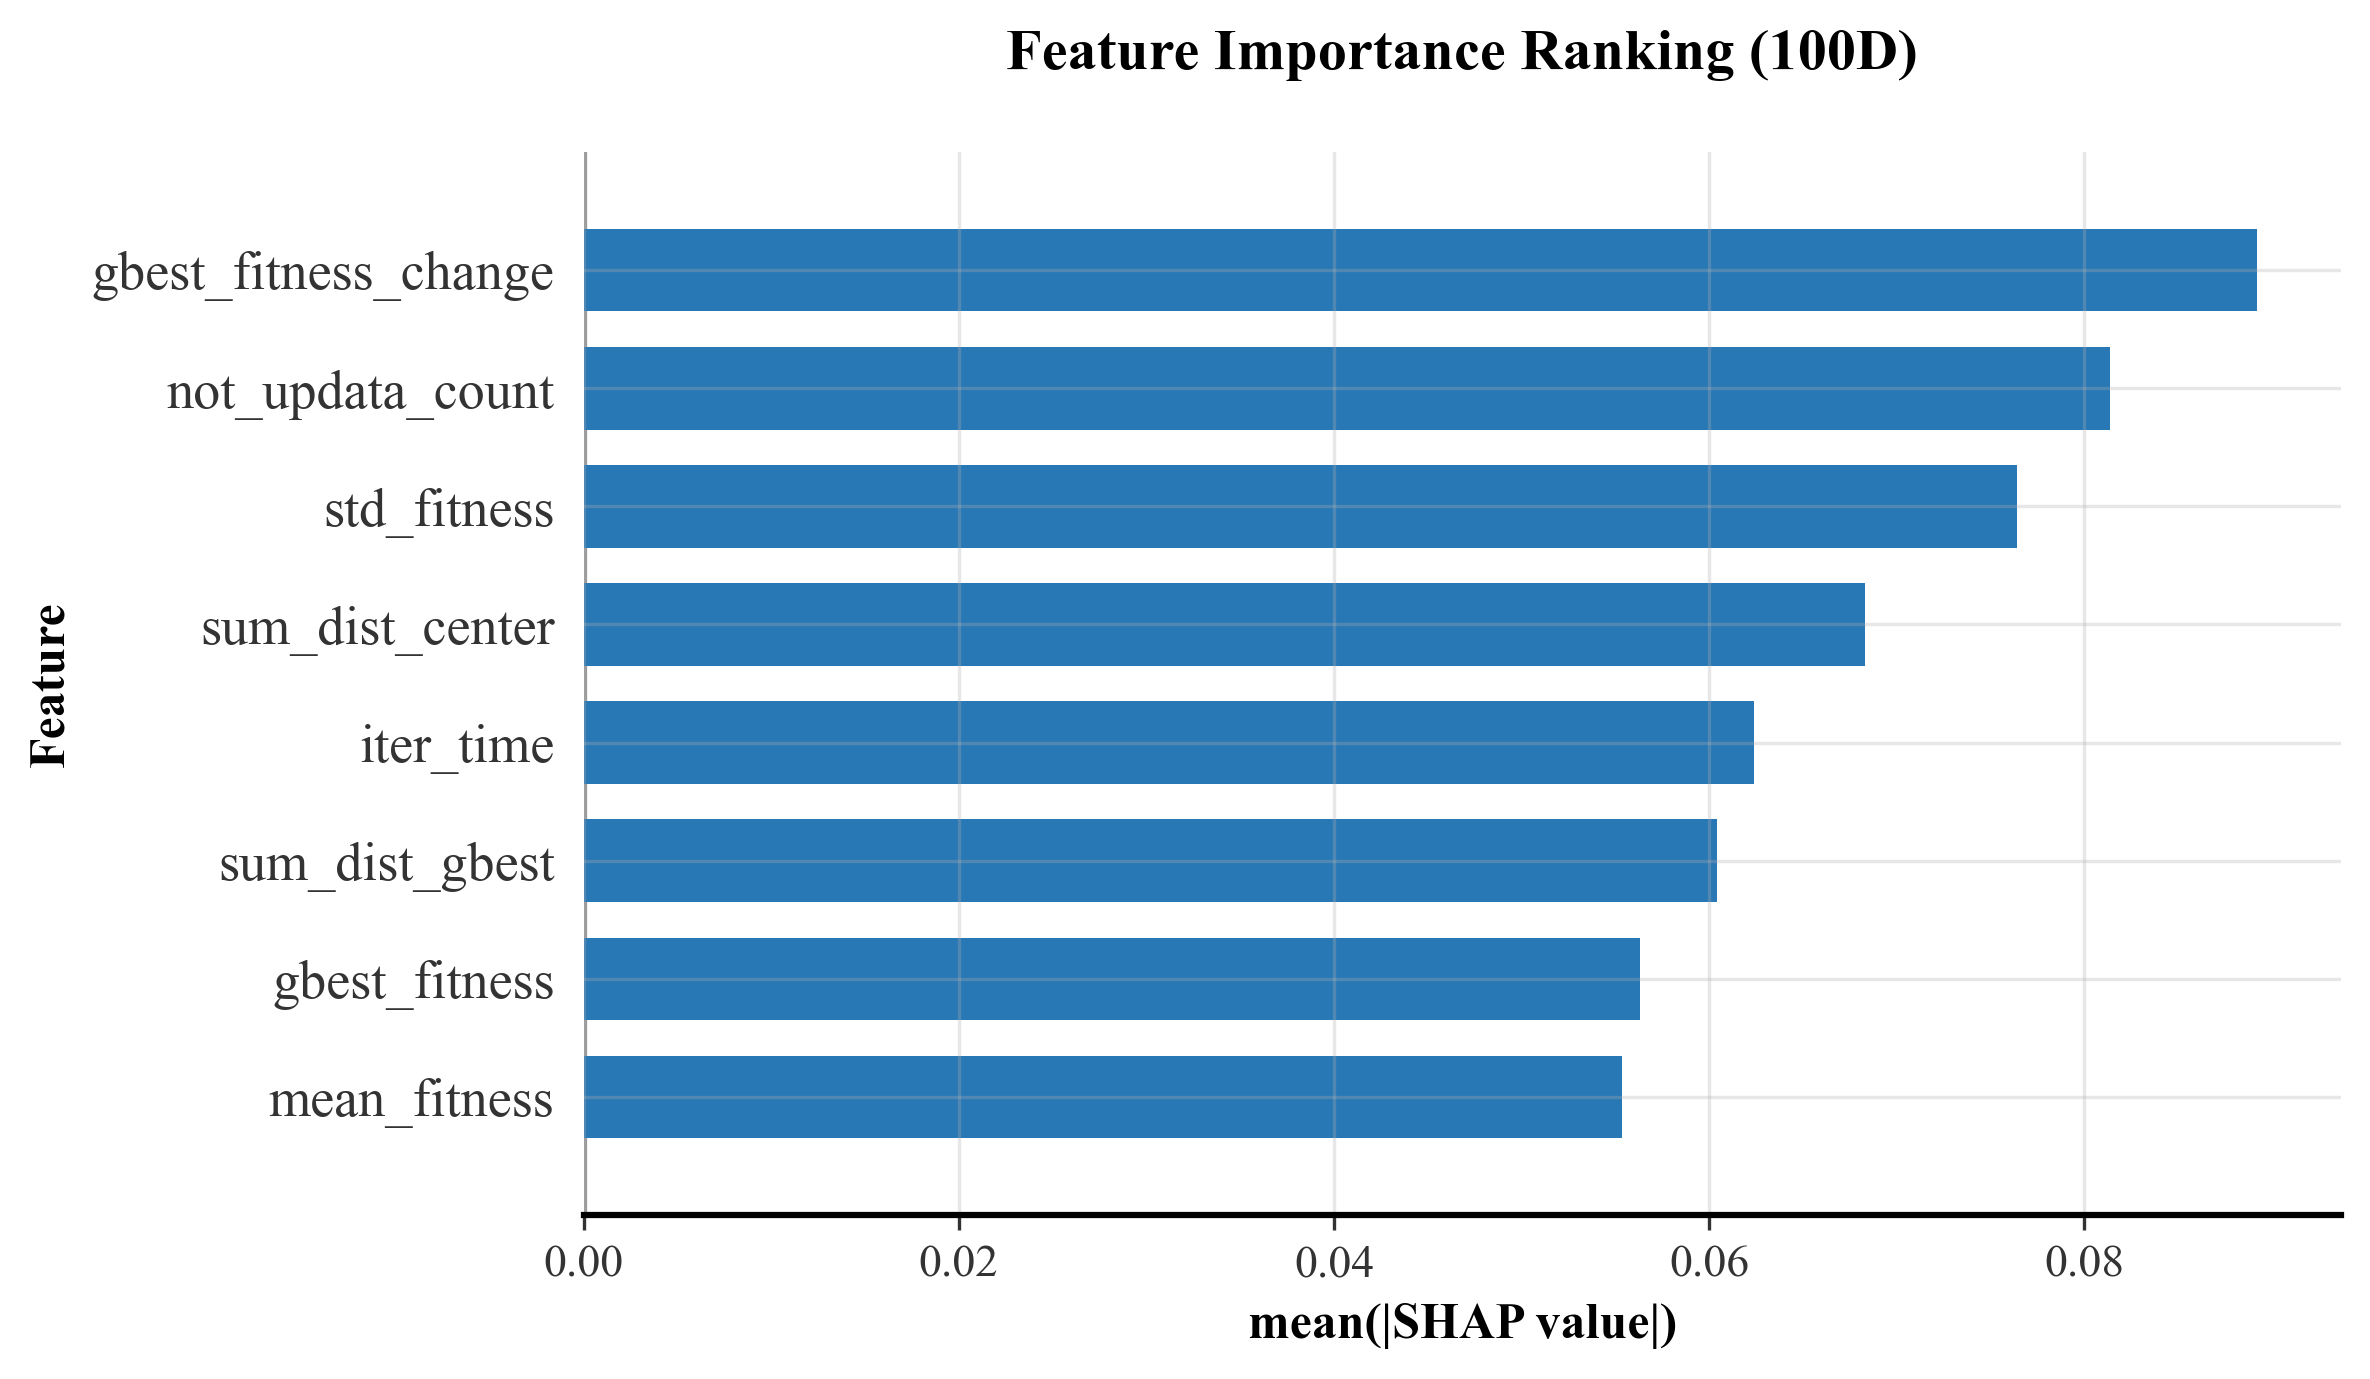 Feature Importance Ranking (100D)
Feature
gbest_fitness_change
not_updata_count
std_fitness
sum_dist_center
iter_time
sum_dist_gbest
gbest_fitness
mean_fitness
0.00 0.02 0.04 0.06 0.08
mean(|SHAP value|)